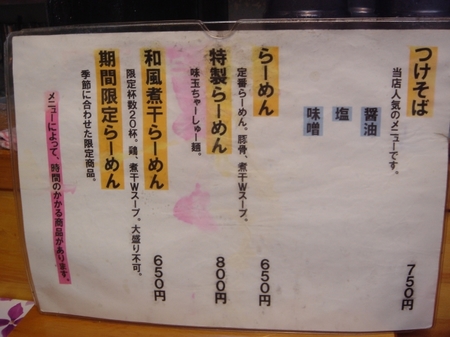 つけそば
当店人気のメニューです。
醤油
塩
味噌
750円
らーめん
定番らーめん。豚骨、煮干Wスープ。
650円
特製らーめん
味玉ちゃーしゅー麺。
800円
和風煮干らーめん
限定杯数20杯。鶏、煮干Wスープ。大盛り不可。
650円
期間限定らーめん
季節に合わせた限定商品。
メニューによって、時間のかかる商品があります。